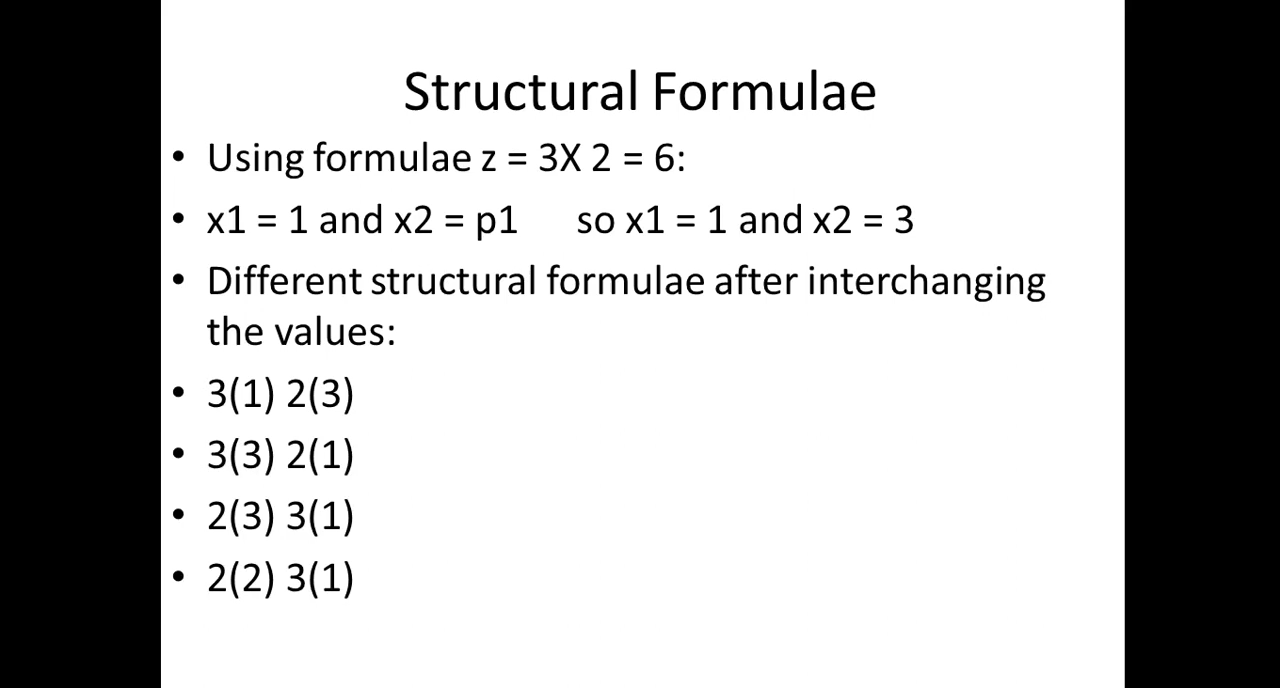 Structural Formulae
• Using formulae z = 3X 2 = 6:
• x1 = 1 and x2 = p1 so x1 = 1 and x2 = 3
• Different structural formulae after interchanging
the values:
• 3(1) 2(3)
• 3(3) 2(1)
• 2(3) 3(1)
• 2(2) 3(1)